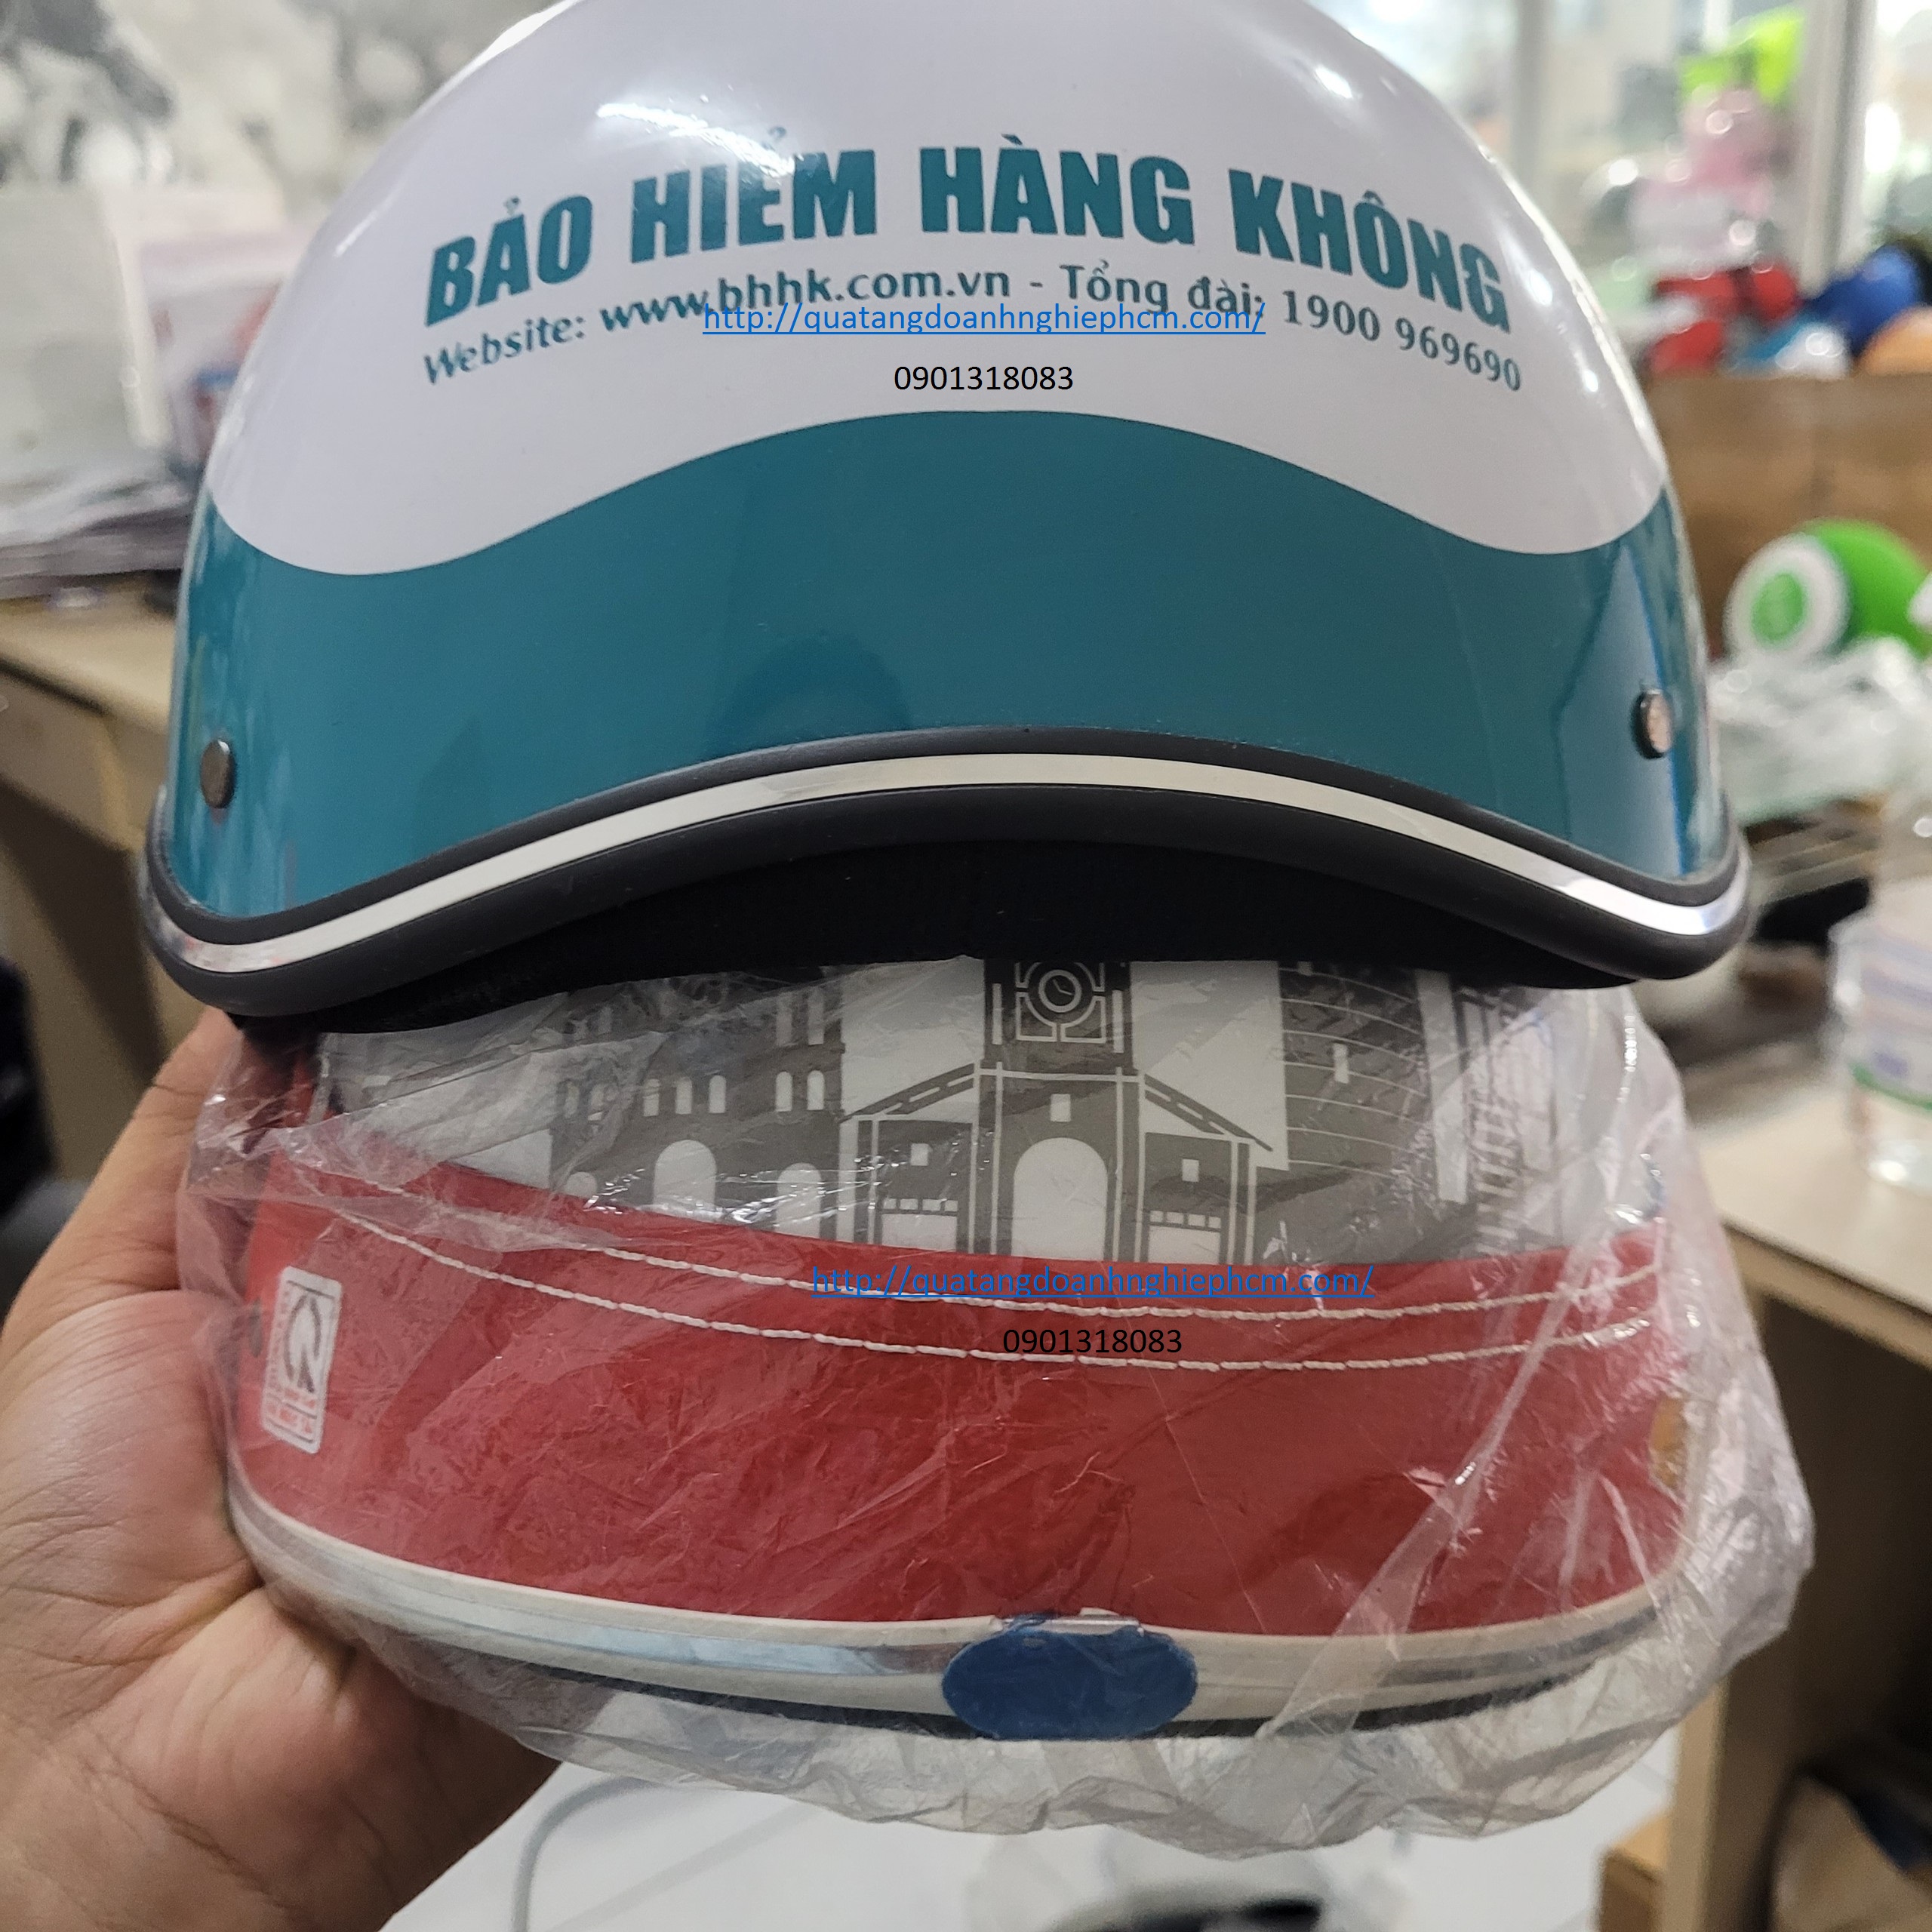 BẢO HIỂM HÀNG KHÔNG
Website: www.bhhk.com.vn - Tổng đài: 1900 969690
http://quatangdoanhnghiephcm.com/
0901318083
http://quatangdoanhnghiephcm.com/
0901318083